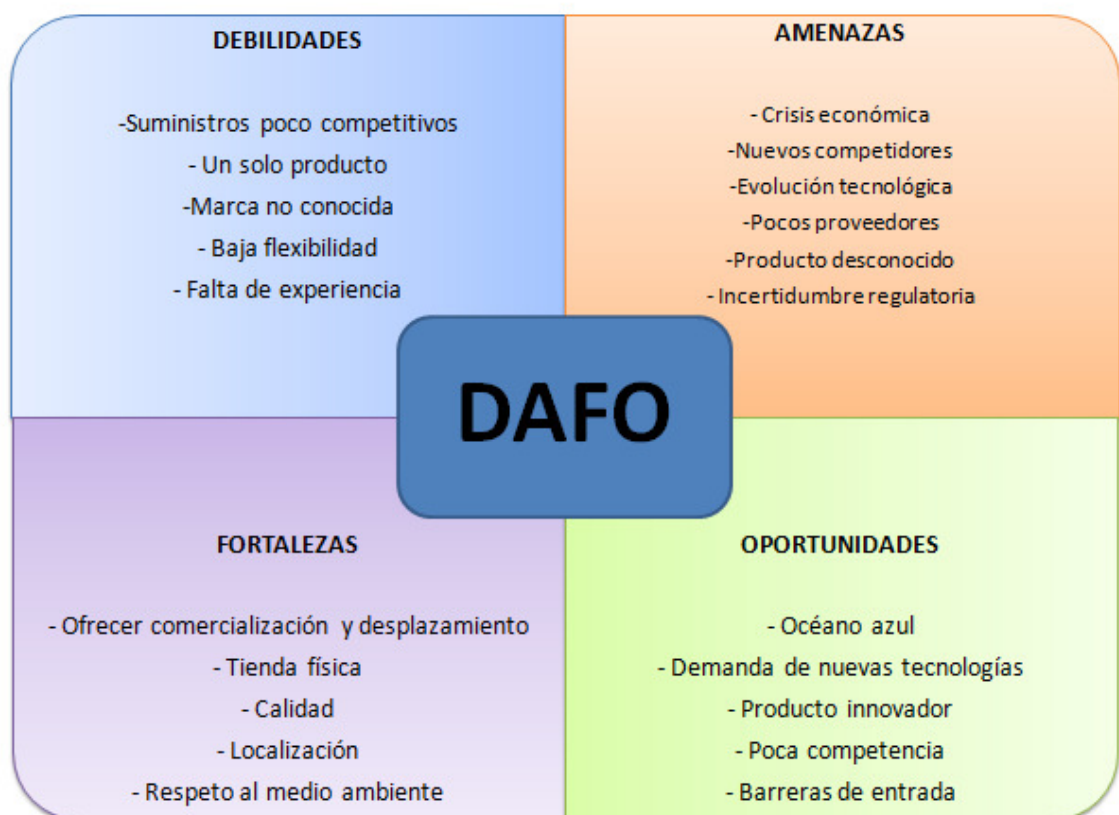 DEBILIDADES
-Suministros poco competitivos
- Un solo producto
-Marca no conocida
- Baja flexibilidad
- Falta de experiencia
AMENAZAS
- Crisis económica
-Nuevos competidores
-Evolución tecnológica
-Pocos proveedores
-Producto desconocido
- Incertidumbre regulatoria
DAFO
FORTALEZAS
- Ofrecer comercialización y desplazamiento
- Tienda física
- Calidad
- Localización
- Respeto al medio ambiente
OPORTUNIDADES
- Océano azul
- Demanda de nuevas tecnologías
- Producto innovador
- Poca competencia
- Barreras de entrada